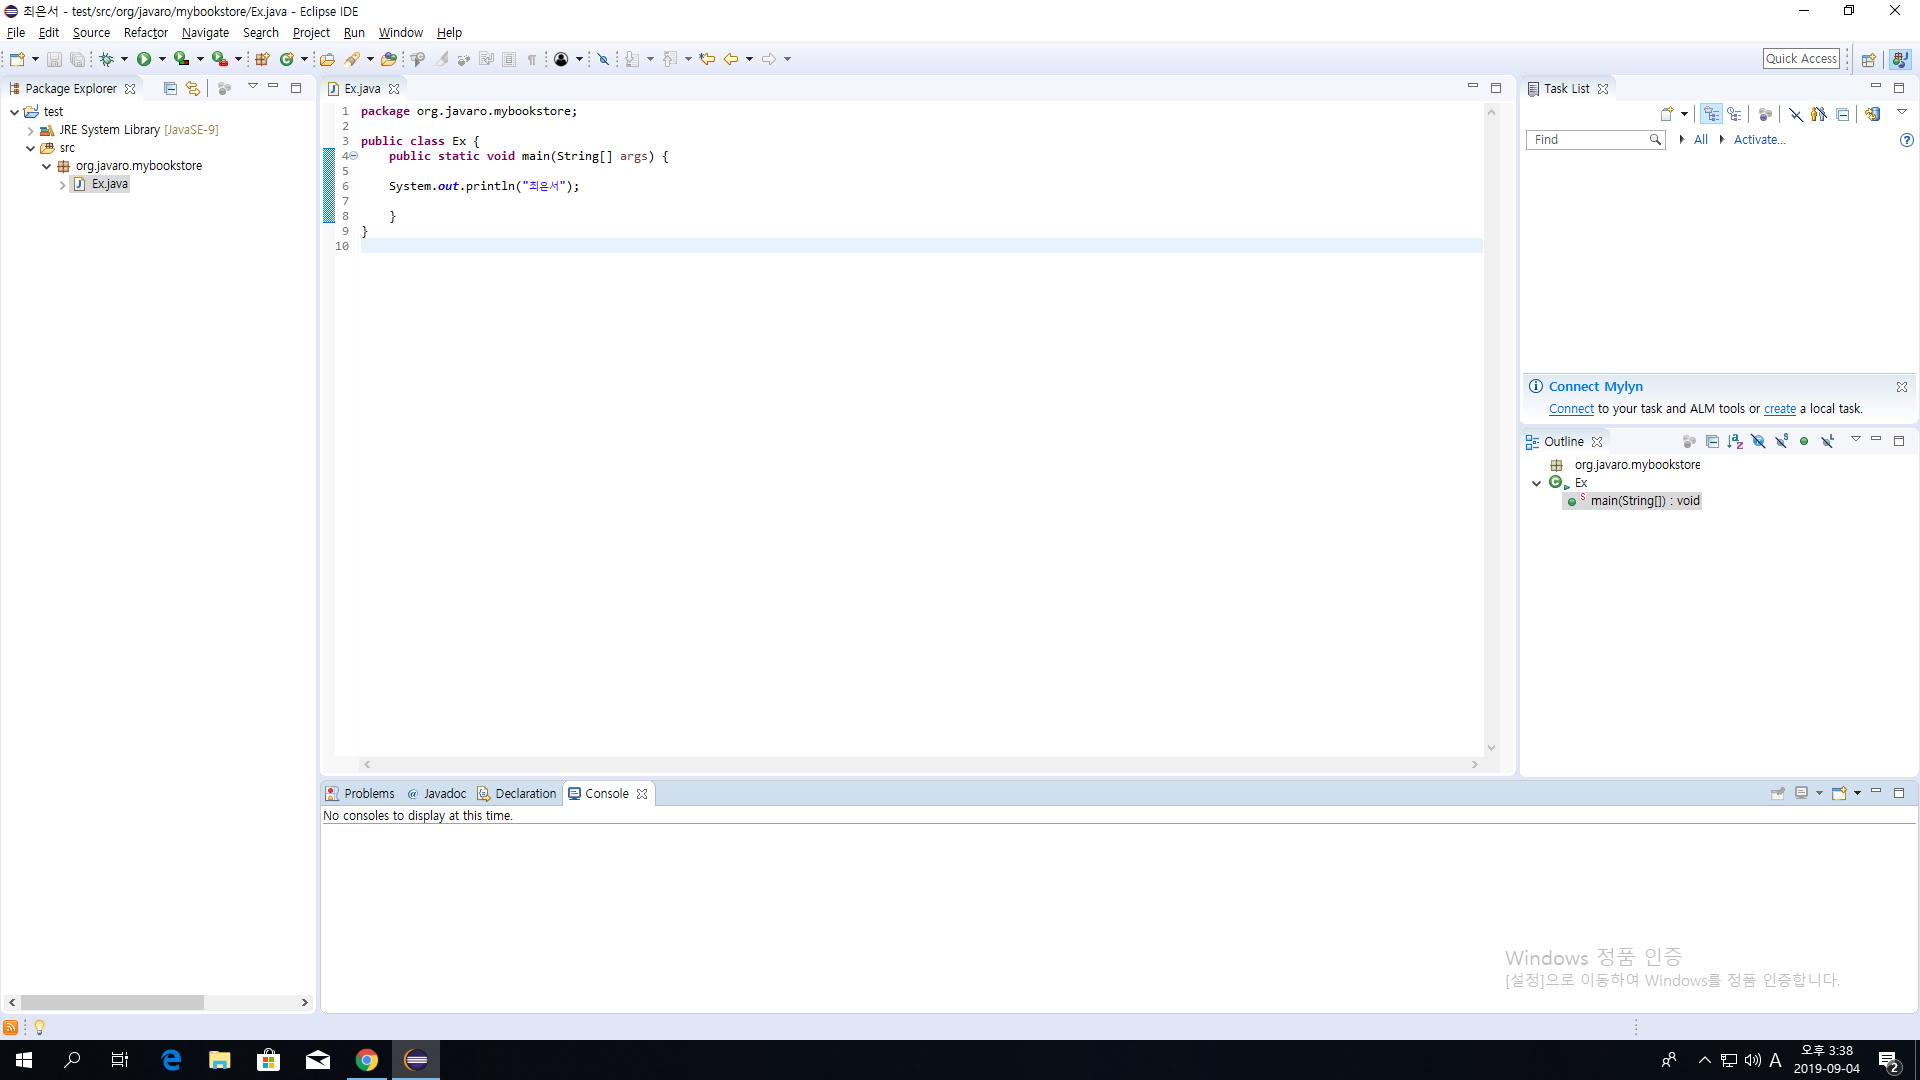 최은서 - test/src/org/javaro/mybookstore/Ex.java - Eclipse IDE
File Edit Source Refactor Navigate Search Project Run Window Help
Quick Access
Package Explorer
test
JRE System Library [JavaSE-9]
src
org.javaro.mybookstore
Ex.java
Ex.java
1 package org.javaro.mybookstore;
2
3 public class Ex {
4 public static void main(String[] args) {
5
6 System.out.println("최은서");
7
8 }
9 }
10
Task List
Find
All
Activate...
Connect Mylyn
Connect to your task and ALM tools or create a local task.
Outline
org.javaro.mybookstore
Ex
main(String[]) : void
Problems @ Javadoc Declaration Console
No consoles to display at this time.
Windows 정품 인증
[설정]으로 이동하여 Windows를 정품 인증합니다.
A
오후 3:38
2019-09-04
2